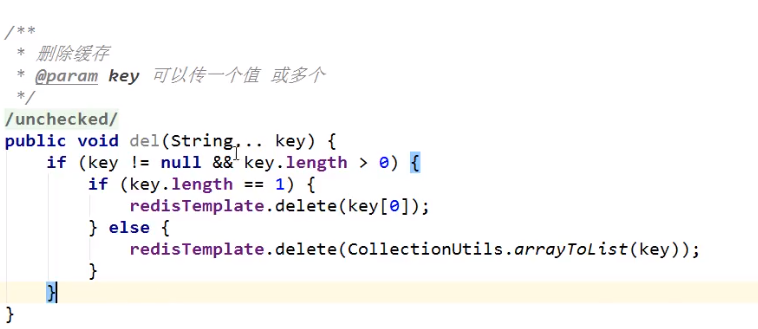 /**
 * 删除缓存
 * @param key 可以传一个值 或多个
 */
/unchecked/
public void del(String... key) {
    if (key != null && key.length > 0) {
        if (key.length == 1) {
            redisTemplate.delete(key[0]);
        } else {
            redisTemplate.delete(CollectionUtils.arrayToList(key));
        }
    }
}